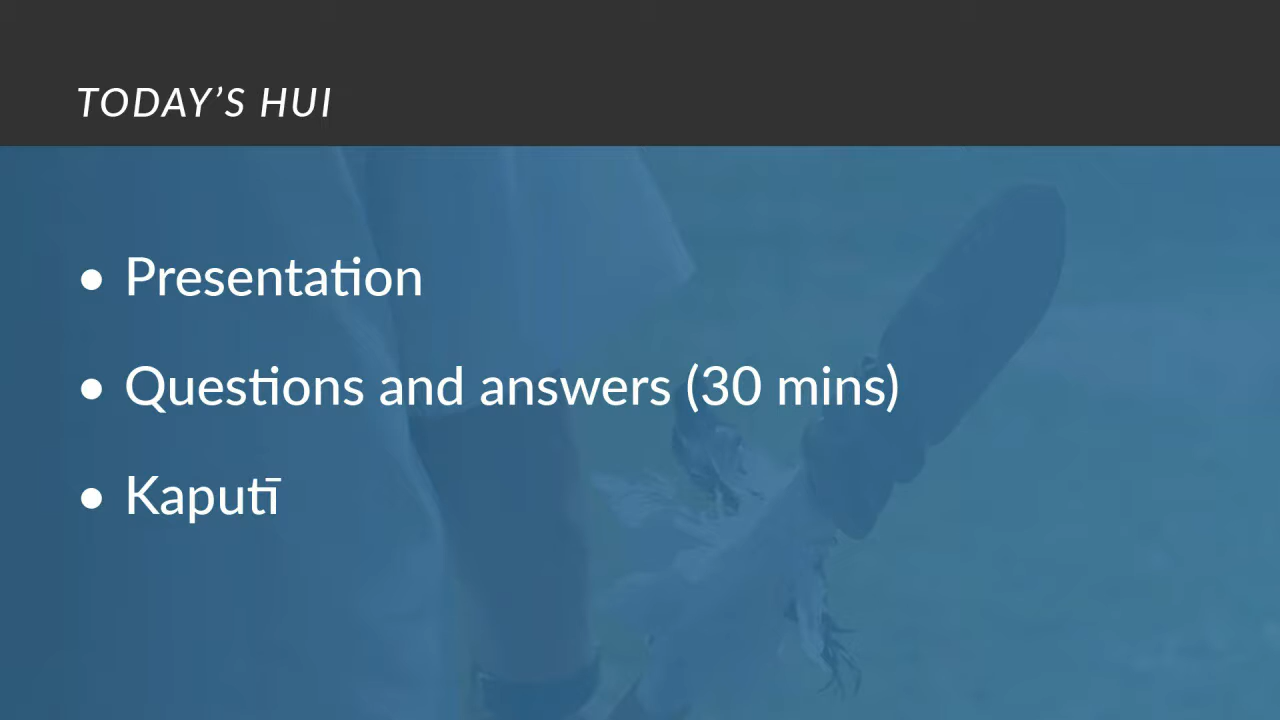 TODAY’S HUI
• Presentation
• Questions and answers (30 mins)
• Kaputī